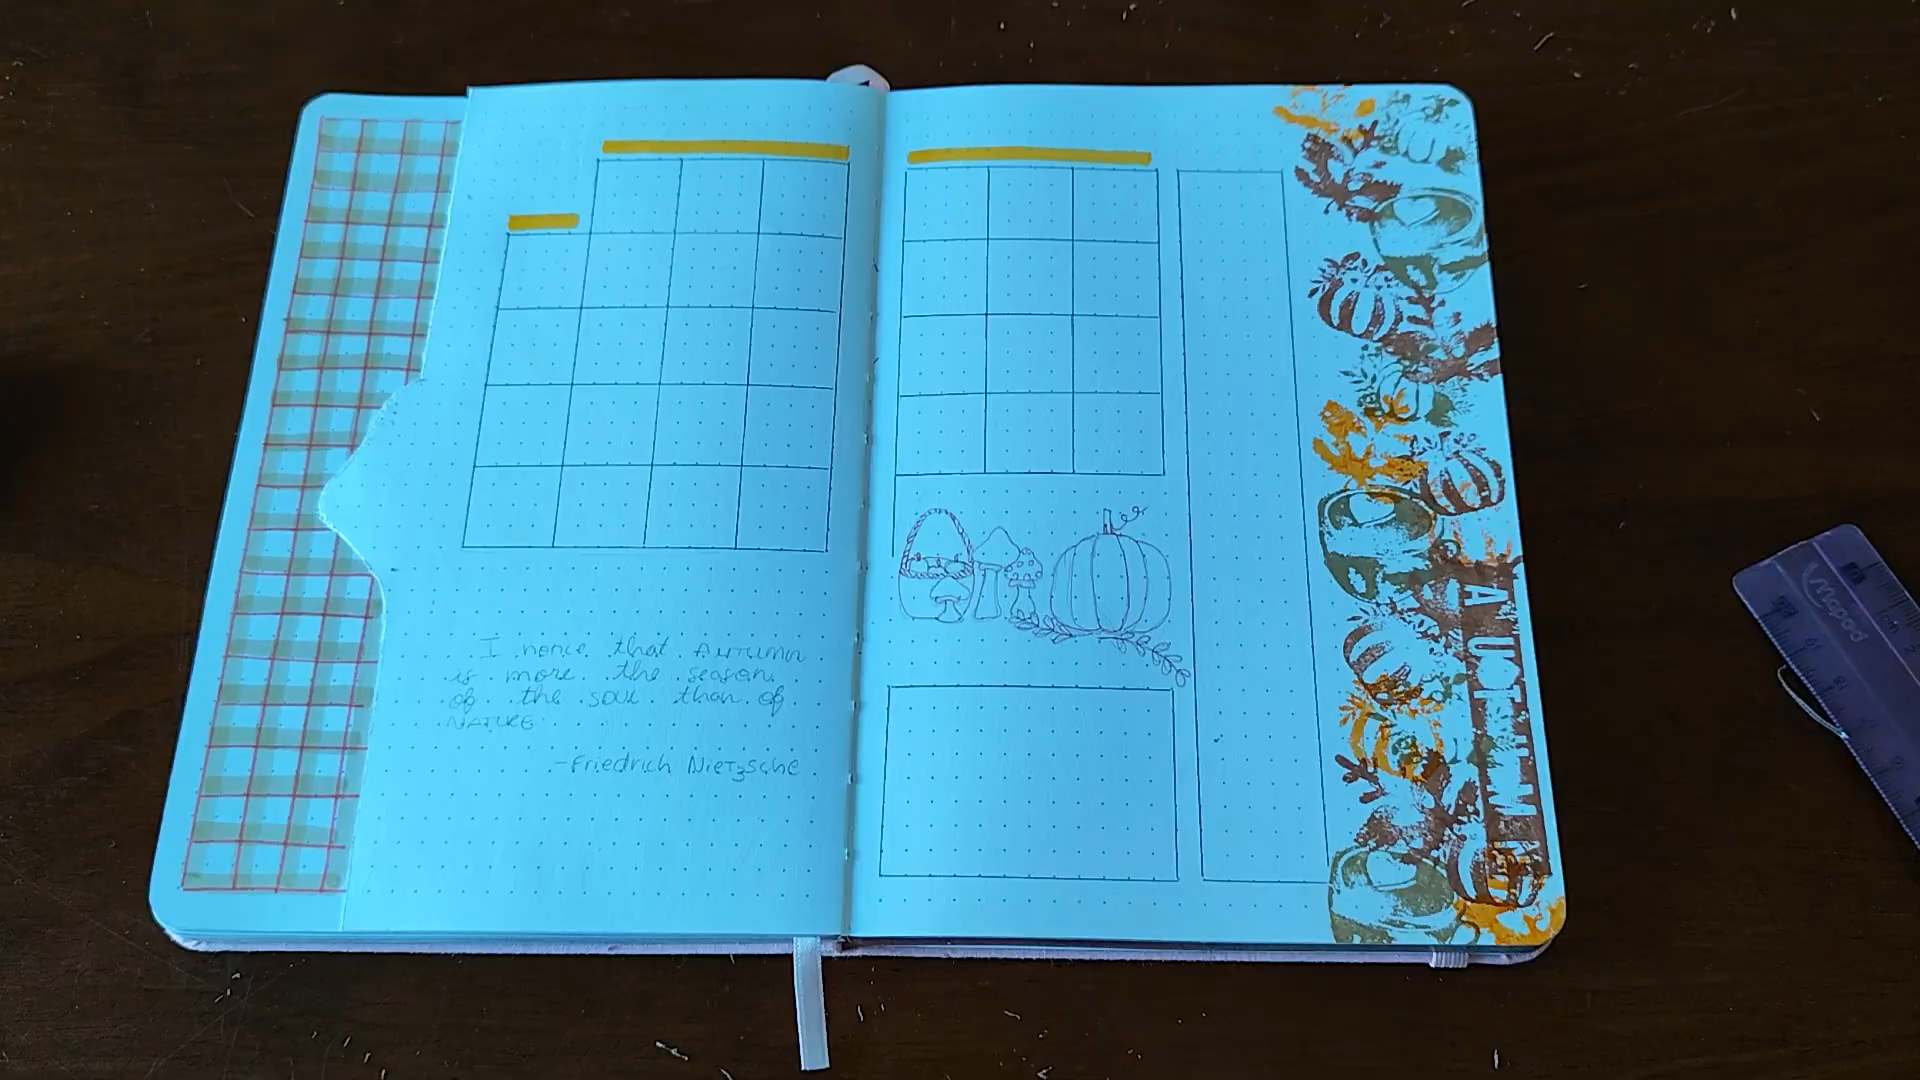 I notice that AUTUMN
is more the season
of the soul than of
NATURE
-Friedrich Nietzsche
AUTUMN
Maped